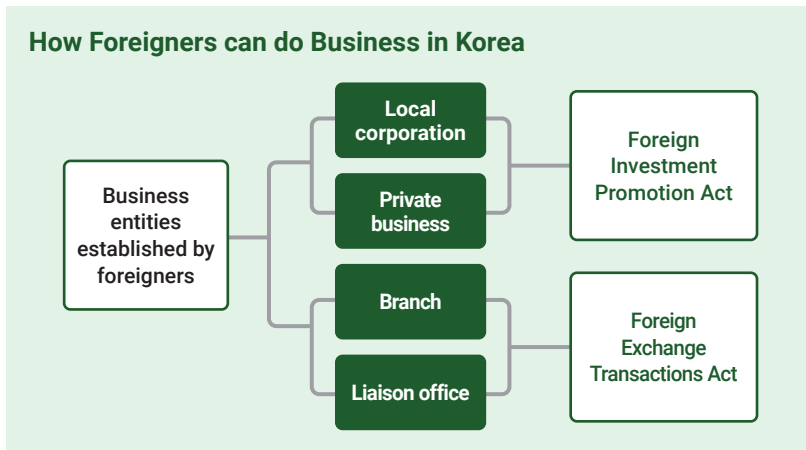 How Foreigners can do Business in Korea
Business
entities
established by
foreigners
Local
corporation
Private
business
Branch
Liaison office
Foreign
Investment
Promotion Act
Foreign
Exchange
Transactions Act